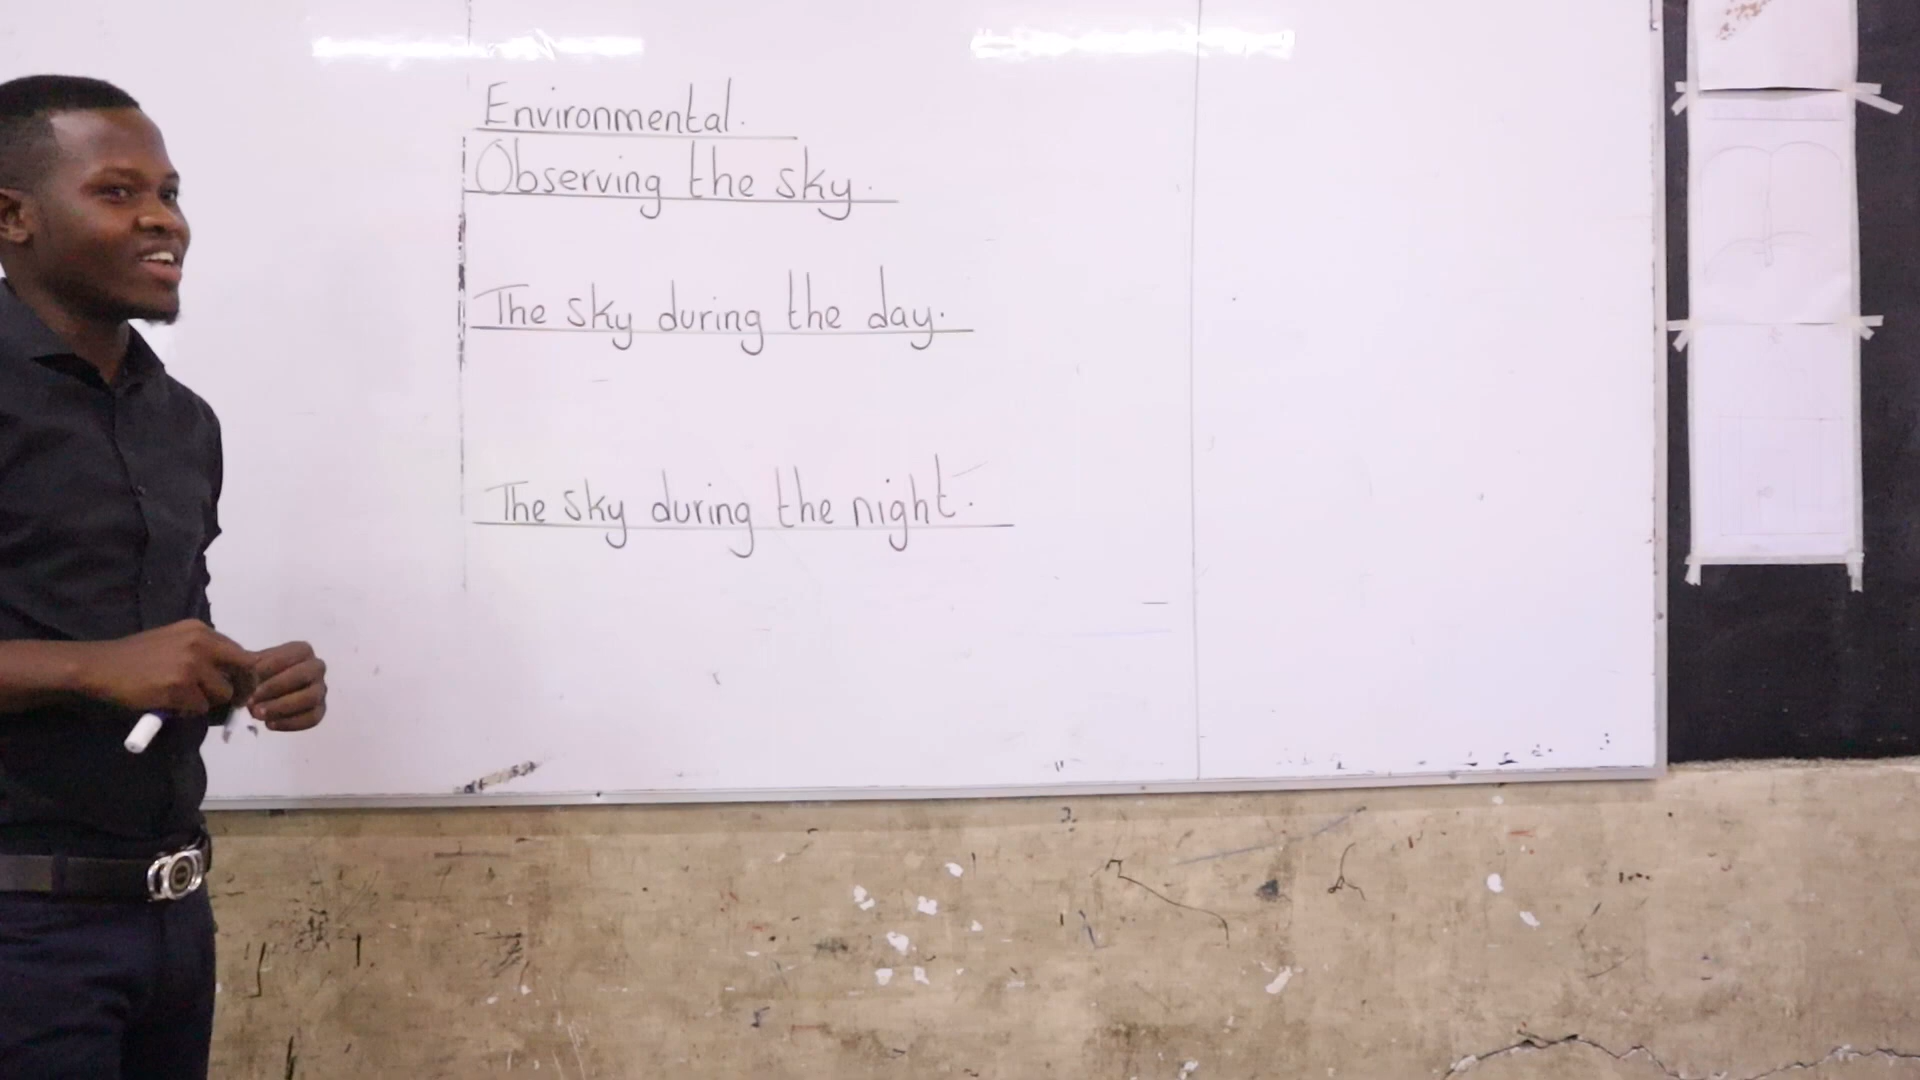 Environmental.
Observing the sky.
The sky during the day.
The sky during the night.